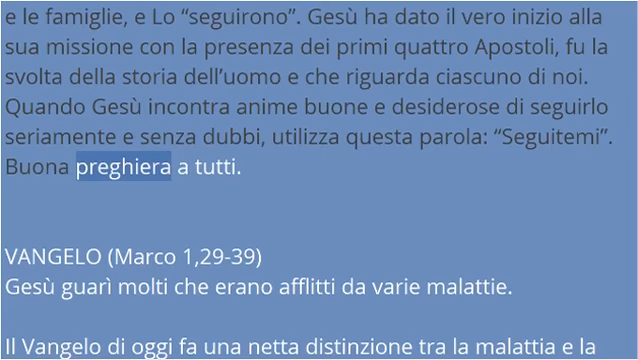 e le famiglie, e Lo “seguirono”. Gesù ha dato il vero inizio alla
sua missione con la presenza dei primi quattro Apostoli, fu la
svolta della storia dell’uomo e che riguarda ciascuno di noi.
Quando Gesù incontra anime buone e desiderose di seguirlo
seriamente e senza dubbi, utilizza questa parola: “Seguitemi”.
Buona preghiera a tutti.
VANGELO (Marco 1,29-39)
Gesù guarì molti che erano afflitti da varie malattie.
Il Vangelo di oggi fa una netta distinzione tra la malattia e la